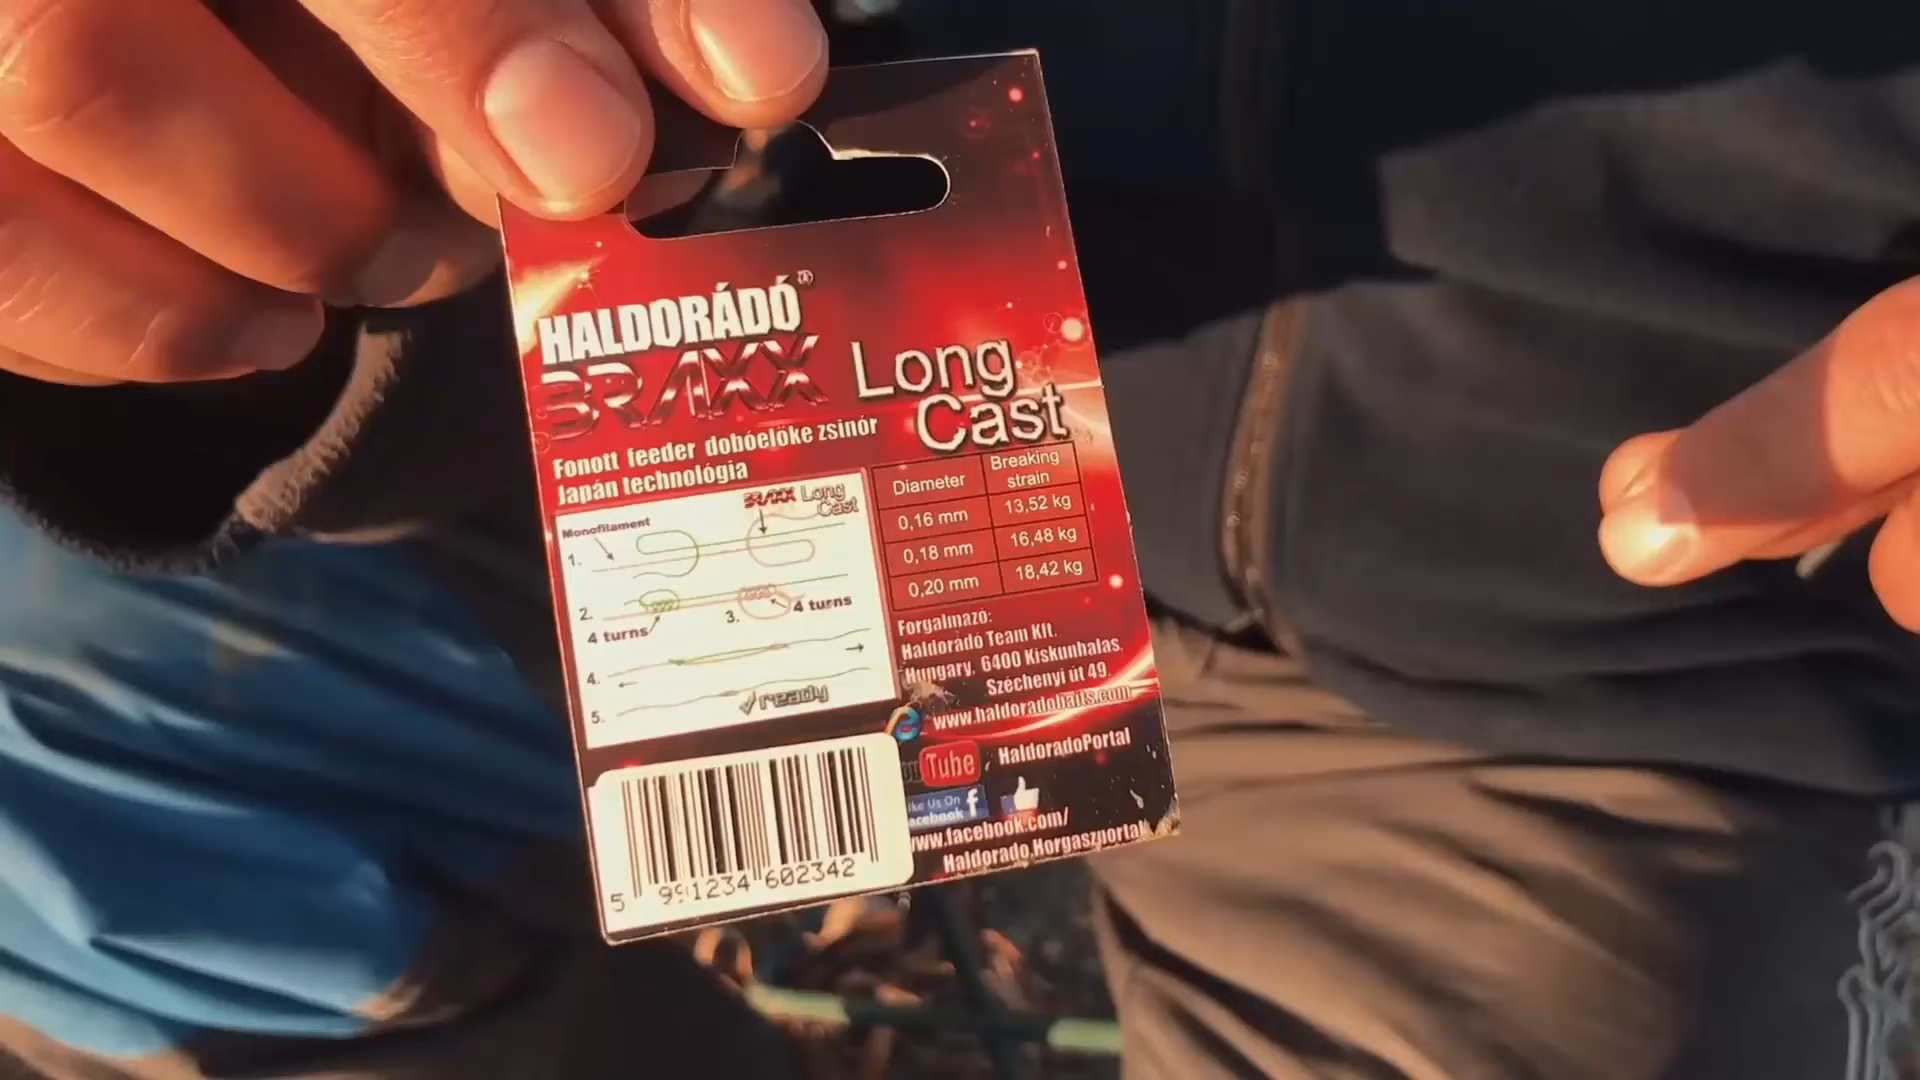 HALDORÁDÓ®
BRAXX Long
Cast
Fonott feeder dobóelőke zsinór
Japán technológia
BRAXX Long
Cast
Monofilament
1.
2.
4 turns
3.
4 turns
4.
5.
ready
Diameter Breaking strain
0,16 mm 13,52 kg
0,18 mm 16,48 kg
0,20 mm 18,42 kg
Forgalmazó:
Haldorádó Team Kft.
Hungary, 6400 Kiskunhalas,
Széchenyi út 49.
www.haldoradobaits.com
Tube HaldoradoPortal
Us On
www.facebook.com/
Haldorado.Horgaszportal
5 991234 602342